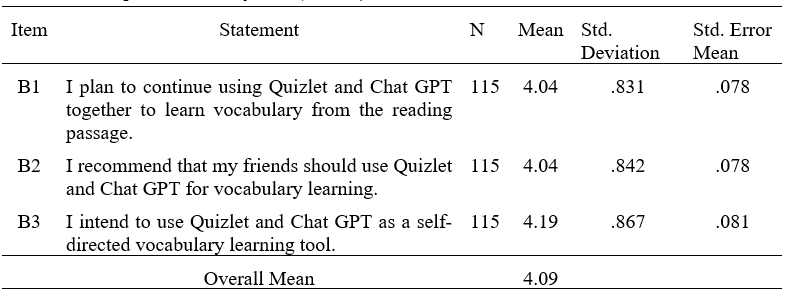 Item Statement N Mean Std. Deviation Std. Error Mean
B1 I plan to continue using Quizlet and Chat GPT 115 4.04 .831 .078
together to learn vocabulary from the reading
passage.
B2 I recommend that my friends should use Quizlet 115 4.04 .842 .078
and Chat GPT for vocabulary learning.
B3 I intend to use Quizlet and Chat GPT as a self- 115 4.19 .867 .081
directed vocabulary learning tool.
Overall Mean 4.09